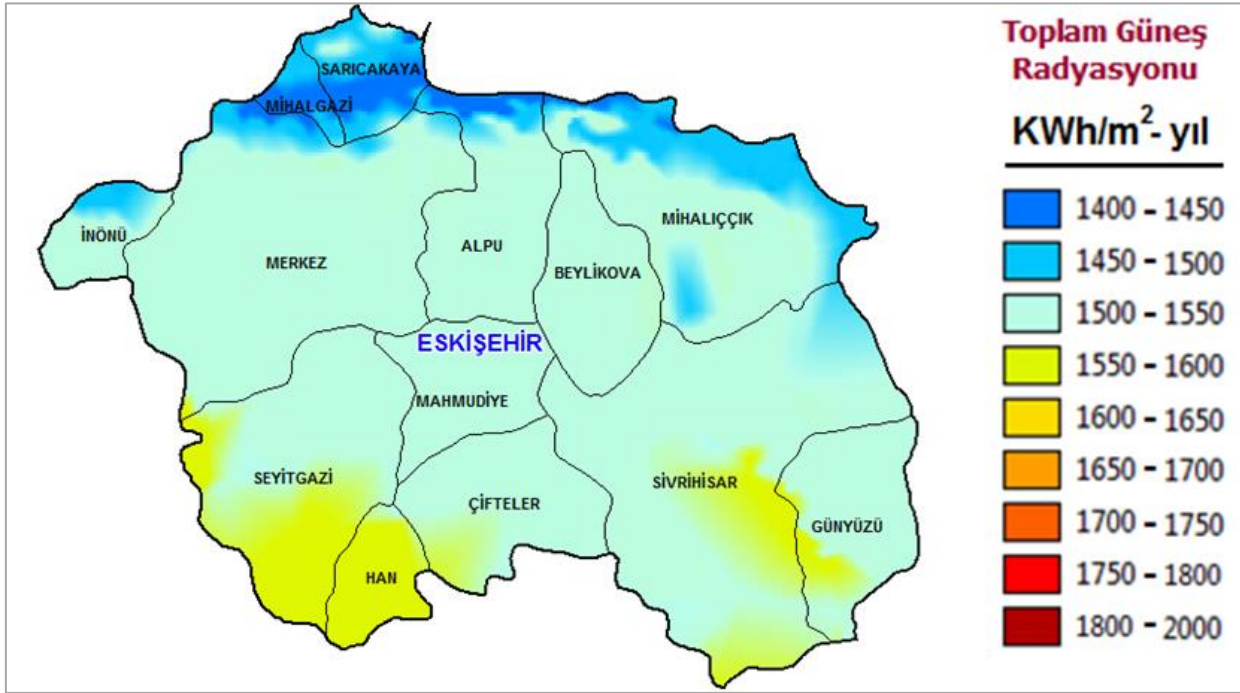 SARICAKAYA
MİHALGAZİ
İNÖNÜ
MERKEZ
ALPU
BEYLİKOVA
MİHALIÇÇIK
ESKİŞEHİR
MAHMUDİYE
SEYİTGAZİ
ÇİFTELER
SİVRİHİSAR
GÜNYÜZÜ
HAN
Toplam Güneş
Radyasyonu
KWh/m²- yıl
1400 - 1450
1450 - 1500
1500 - 1550
1550 - 1600
1600 - 1650
1650 - 1700
1700 - 1750
1750 - 1800
1800 - 2000